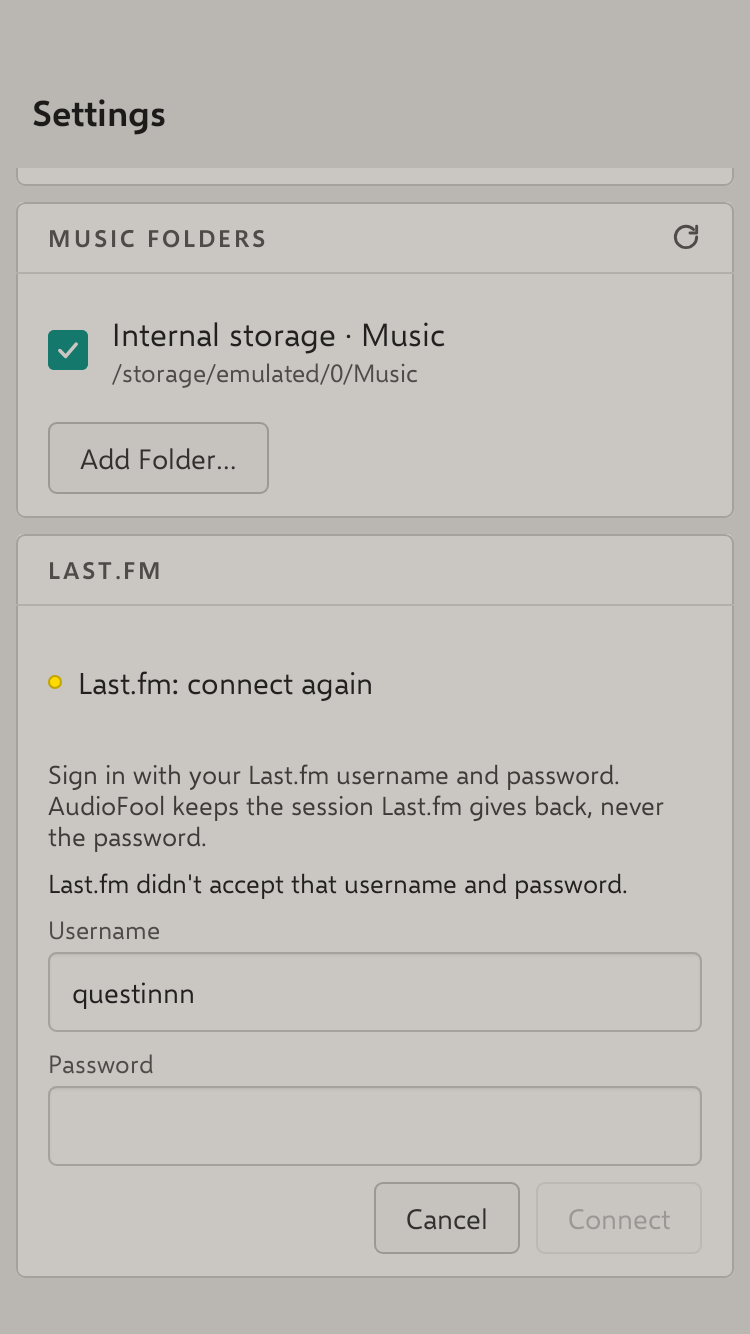 Settings
MUSIC FOLDERS
Internal storage · Music
/storage/emulated/0/Music
Add Folder...
LAST.FM
Last.fm: connect again
Sign in with your Last.fm username and password.
AudioFool keeps the session Last.fm gives back, never
the password.
Last.fm didn't accept that username and password.
Username
questinnn
Password
Cancel
Connect